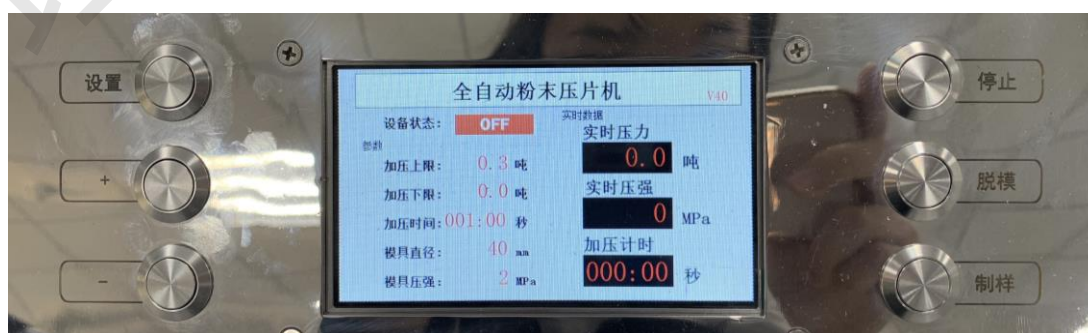 设置
+
-
全自动粉末压片机 V40
设备状态: OFF
参数
加压上限: 0.3 吨
加压下限: 0.0 吨
加压时间: 001:00 秒
模具直径: 40 mm
模具压强: 2 MPa
实时数据
实时压力
0.0 吨
实时压强
0 MPa
加压计时
000:00 秒
停止
脱模
制样